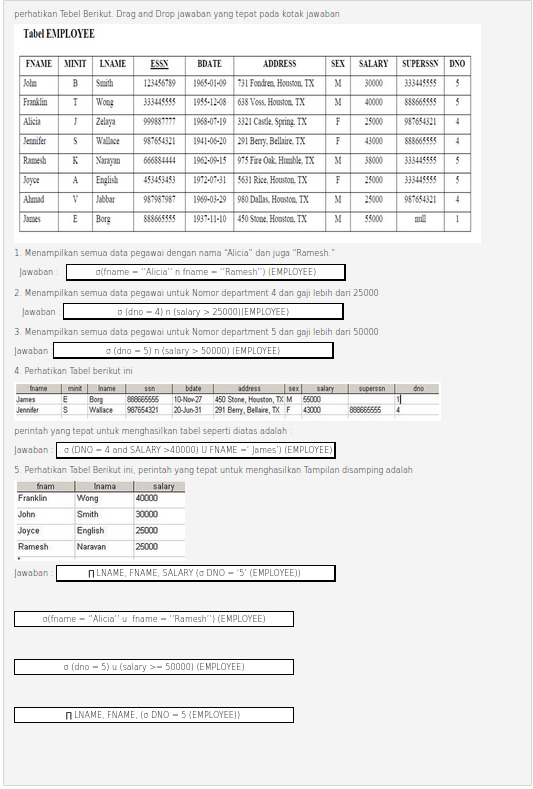 perhatikan Tabel Berikut. Drag and Drop jawaban yang tepat pada kotak jawaban
Tabel EMPLOYEE
FNAME MINIT LNAME ESSN BDATE ADDRESS SEX SALARY SUPERSSN DNO
John B Smith 123456789 1965-01-09 731 Fondren, Houston, TX M 30000 333445555 5
Franklin T Wong 333445555 1955-12-08 638 Voss, Houston, TX M 40000 888665555 5
Alicia J Zelaya 999887777 1968-07-19 3321 Castle, Spring, TX F 25000 987654321 4
Jennifer S Wallace 987654321 1941-06-20 291 Berry, Bellaire, TX F 43000 888665555 4
Ramesh K Narayan 666884444 1962-09-15 975 Fire Oak, Humble, TX M 38000 333445555 5
Joyce A English 453453453 1972-07-31 5631 Rice, Houston, TX F 25000 333445555 5
Ahmad V Jabbar 987987987 1969-03-29 980 Dallas, Houston, TX M 25000 987654321 4
James E Borg 888665555 1937-11-10 450 Stone, Houston, TX M 55000 null 1
1. Menampilkan semua data pegawai dengan nama "Alicia" dan juga "Ramesh."
Jawaban : σ(fname = ''Alicia'' n fname = ''Ramesh'') (EMPLOYEE)
2. Menampilkan semua data pegawai untuk Nomor department 4 dan gaji lebih dari 25000
Jawaban : σ (dno = 4) n (salary > 25000)(EMPLOYEE)
3. Menampilkan semua data pegawai untuk Nomor department 5 dan gaji lebih dari 50000
Jawaban : σ (dno = 5) n (salary > 50000) (EMPLOYEE)
4. Perhatikan Tabel berikut ini
fname minit lname ssn bdate address sex salary superssn dno
James E Borg 888665555 10-Nov-27 450 Stone, Houston, TX M 55000 1
Jennifer S Wallace 987654321 20-Jun-31 291 Berry, Bellaire, TX F 43000 888665555 4
perintah yang tepat untuk menghasilkan tabel seperti diatas adalah :
Jawaban : σ (DNO = 4 and SALARY >40000) U FNAME =' James') (EMPLOYEE)
5. Perhatikan Tabel Berikut ini, perintah yang tepat untuk menghasilkan Tampilan disamping adalah
fnam lnama salary
Franklin Wong 40000
John Smith 30000
Joyce English 25000
Ramesh Naravan 25000
Jawaban : ∏ LNAME, FNAME, SALARY (σ DNO = '5' (EMPLOYEE))
σ(fname = ''Alicia'' u fname = ''Ramesh'') (EMPLOYEE)
σ (dno = 5) u (salary >= 50000) (EMPLOYEE)
∏ LNAME, FNAME, (σ DNO = 5 (EMPLOYEE))